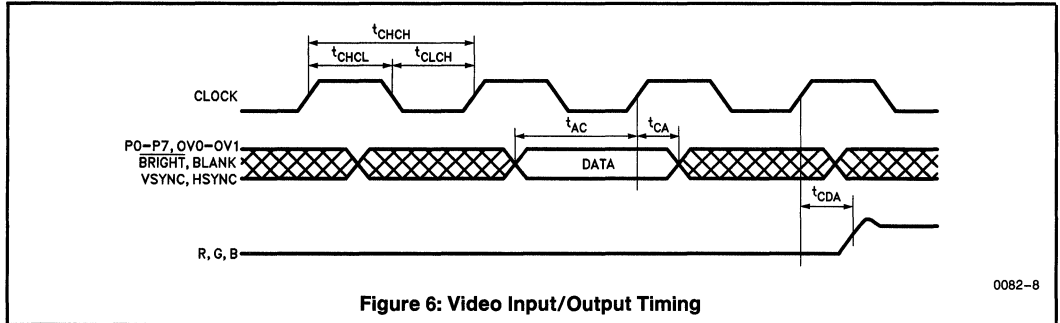 tCHCH
tCHCL
tCLCH
CLOCK
tAC
tCA
P0-P7, OV0-OV1
BRIGHT, BLANK
VSYNC, HSYNC
DATA
tCDA
R, G, B
0082-8
Figure 6: Video Input/Output Timing